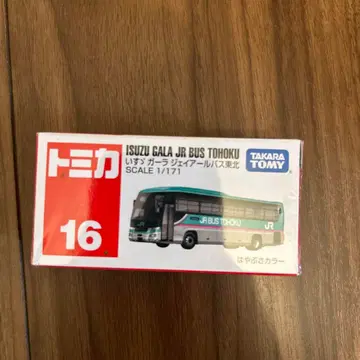 トミカ
16
ISUZU GALA JR BUS TOHOKU
いすゞ ガーラ ジェイアールバス東北
SCALE 1/171
TAKARA
TOMY
JR BUS TOHOKU
JR
はやぶさカラー